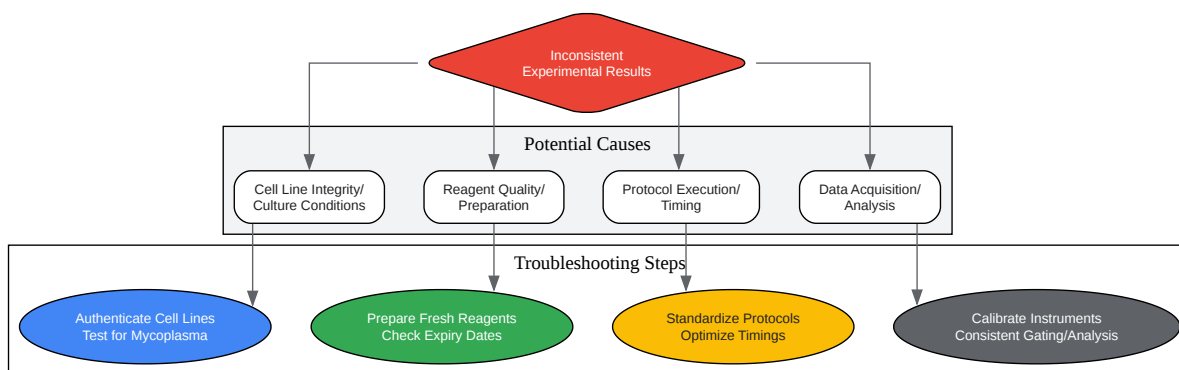 Inconsistent
Experimental Results
Potential Causes
Cell Line Integrity/
Culture Conditions
Reagent Quality/
Preparation
Protocol Execution/
Timing
Data Acquisition/
Analysis
Troubleshooting Steps
Authenticate Cell Lines
Test for Mycoplasma
Prepare Fresh Reagents
Check Expiry Dates
Standardize Protocols
Optimize Timings
Calibrate Instruments
Consistent Gating/Analysis